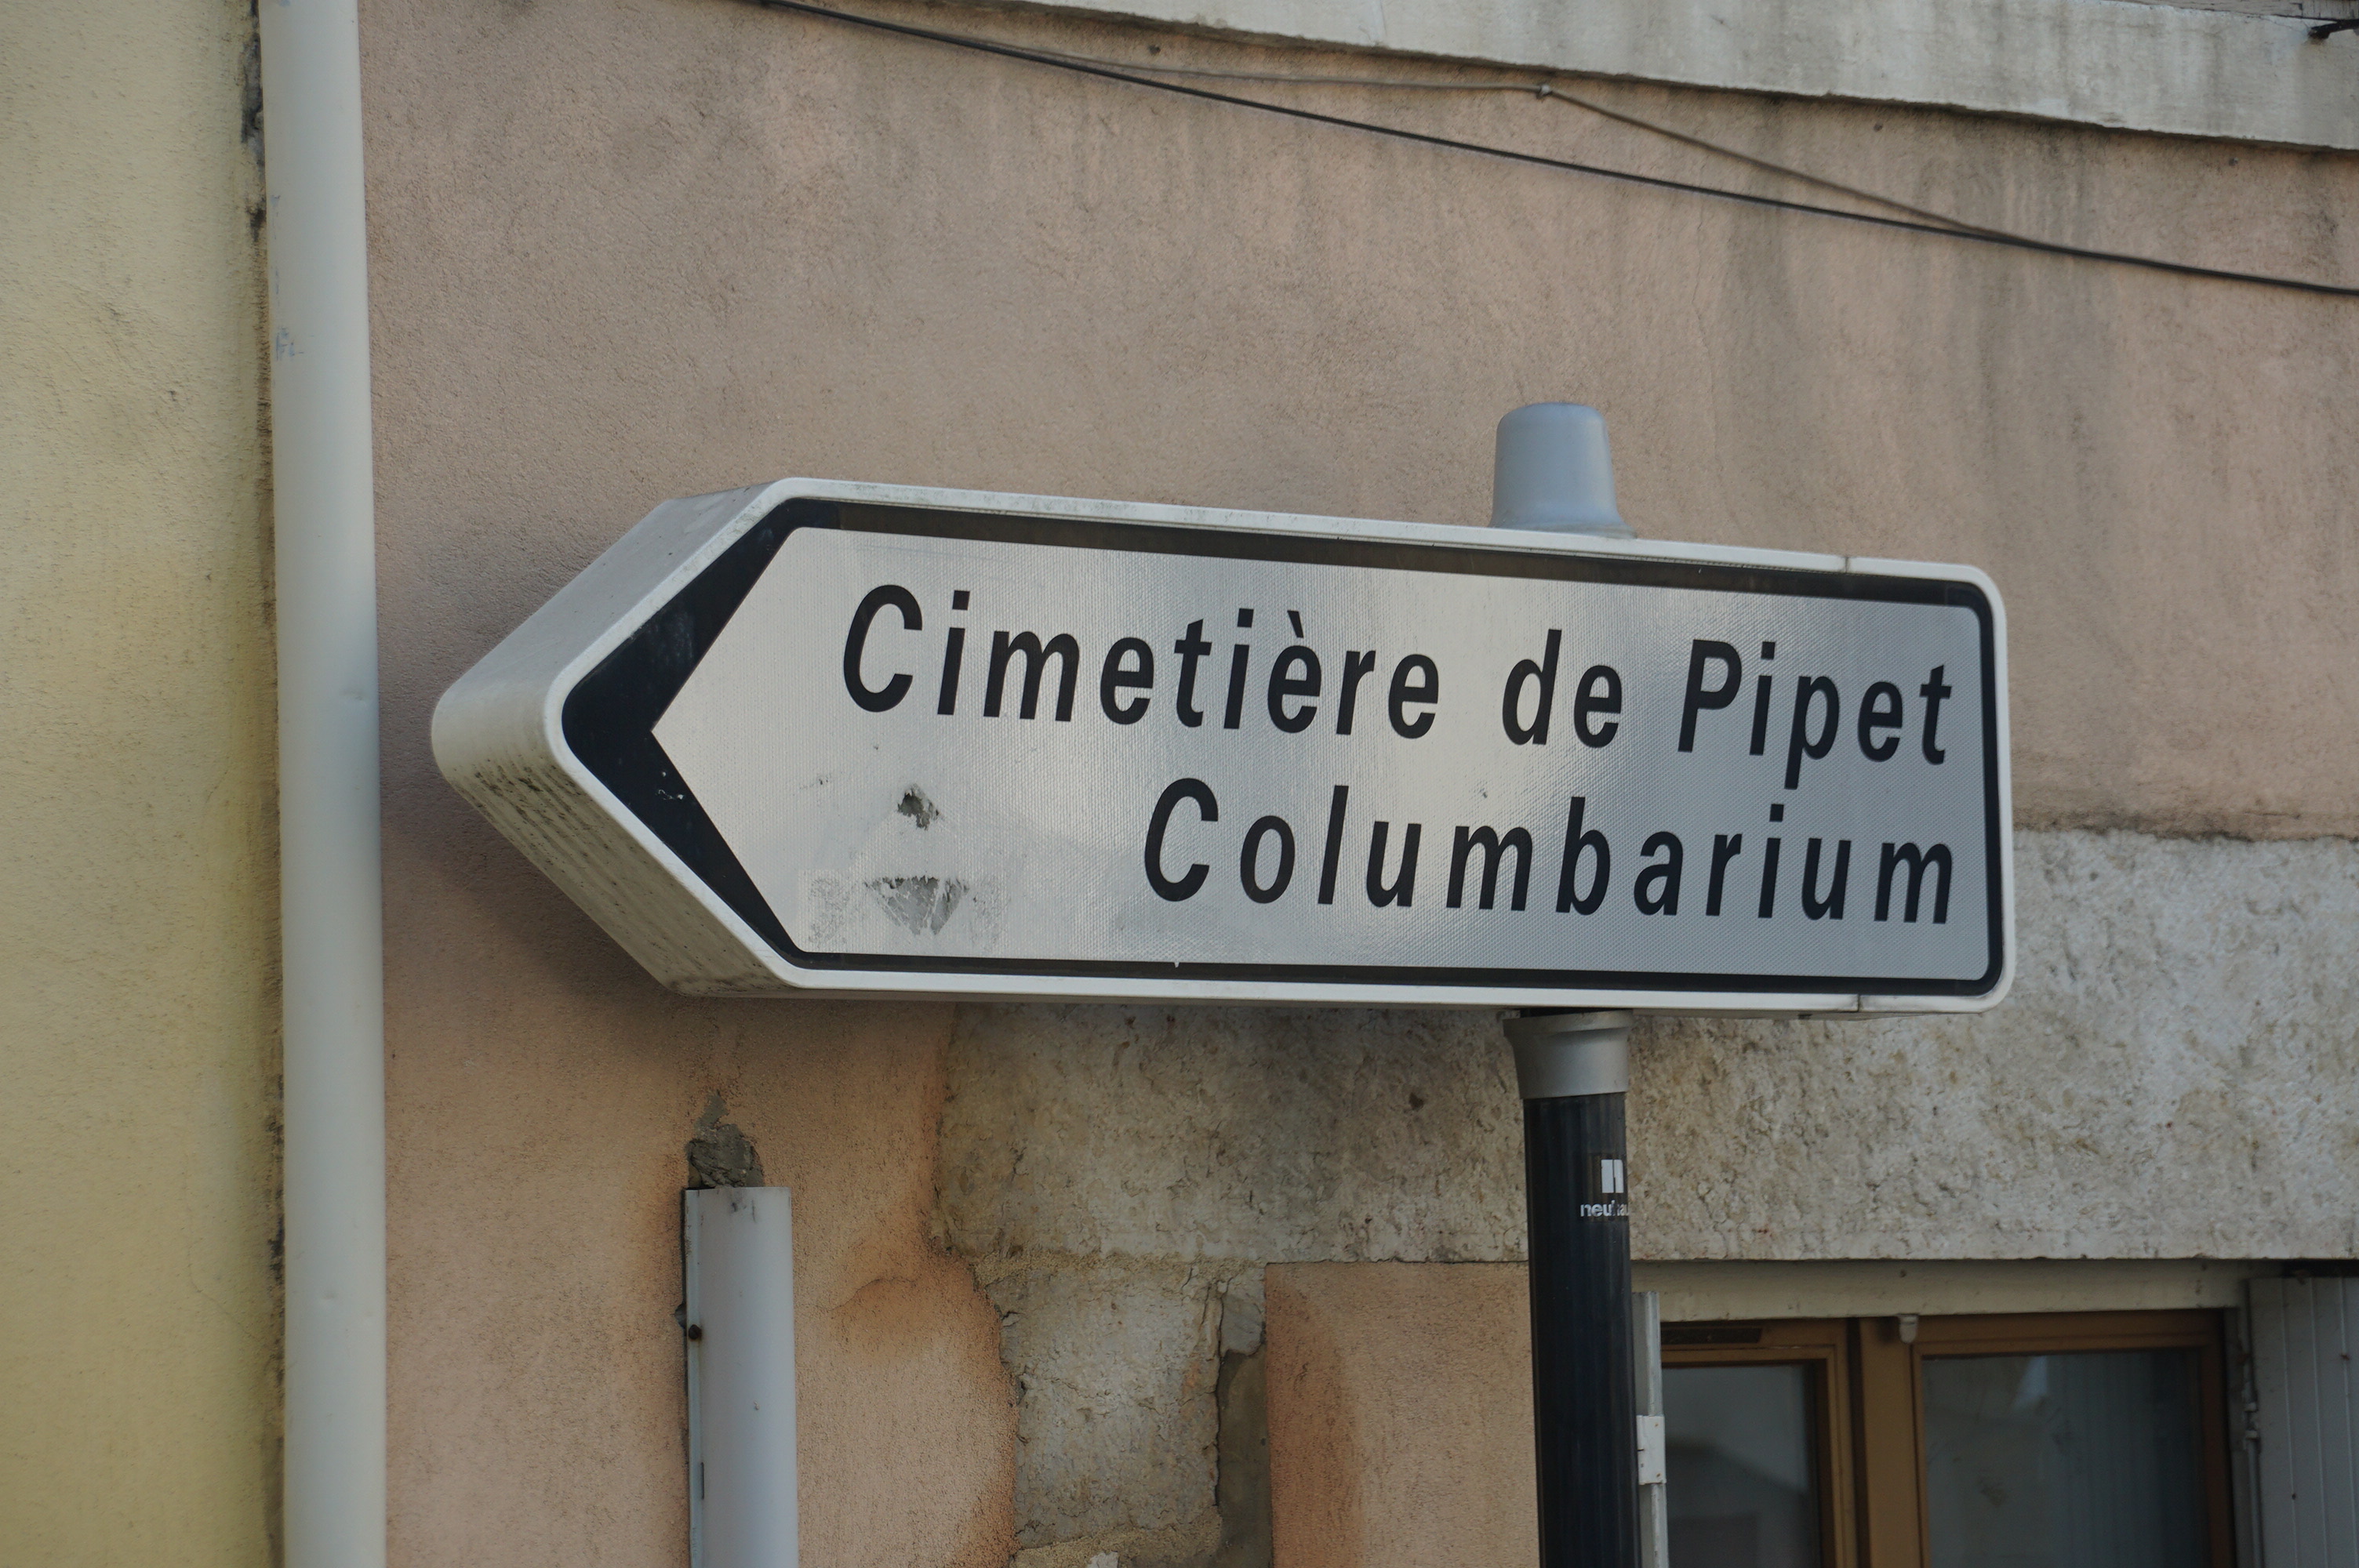 Cimetière de Pipet
Columbarium